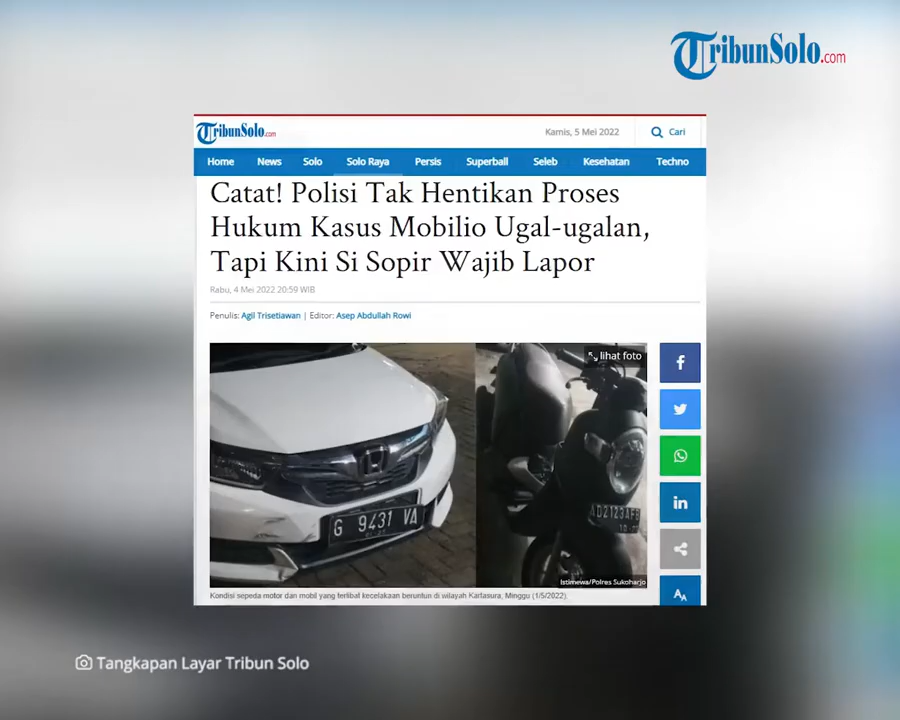 TribunSolo.com
TribunSolo.com
Kamis, 5 Mei 2022
Cari
Home News Solo Solo Raya Persis Superball Seleb Kesehatan Techno
Catat! Polisi Tak Hentikan Proses
Hukum Kasus Mobilio Ugal-ugalan,
Tapi Kini Si Sopir Wajib Lapor
Rabu, 4 Mei 2022 20:59 WIB
Penulis: Agil Trisetiawan | Editor: Asep Abdullah Rowi
lihat foto
G 9431 VA
AD2123AFB
Istimewa/Polres Sukoharjo
AA
Kondisi sepeda motor dan mobil yang terlibat kecelakaan beruntun di wilayah Kartasura, Minggu (1/5/2022).
Tangkapan Layar Tribun Solo